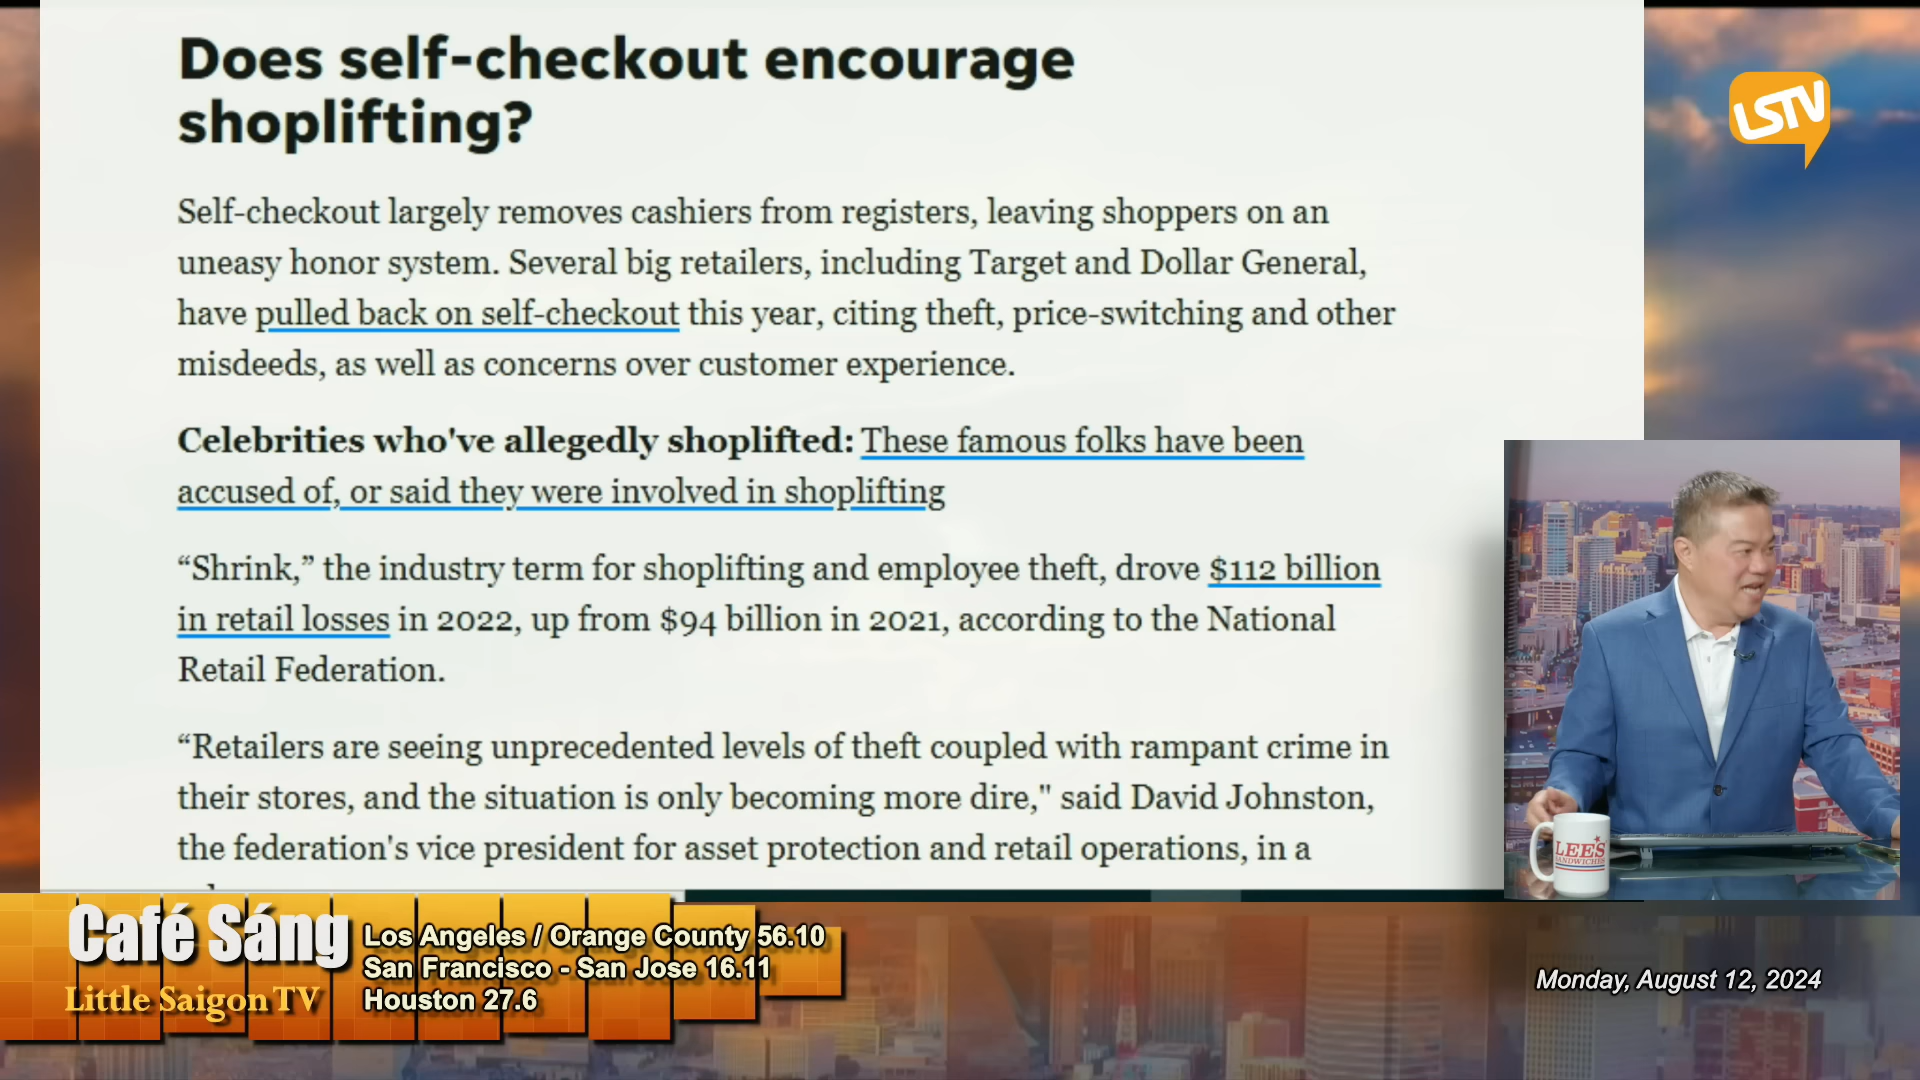 Does self-checkout encourage
shoplifting?
Self-checkout largely removes cashiers from registers, leaving shoppers on an
uneasy honor system. Several big retailers, including Target and Dollar General,
have pulled back on self-checkout this year, citing theft, price-switching and other
misdeeds, as well as concerns over customer experience.
Celebrities who've allegedly shoplifted: These famous folks have been
accused of, or said they were involved in shoplifting
“Shrink,” the industry term for shoplifting and employee theft, drove $112 billion
in retail losses in 2022, up from $94 billion in 2021, according to the National
Retail Federation.
“Retailers are seeing unprecedented levels of theft coupled with rampant crime in
their stores, and the situation is only becoming more dire," said David Johnston,
the federation's vice president for asset protection and retail operations, in a
LSTV
LEE'S
SANDWICHES
Café Sáng
Little Saigon TV
Los Angeles / Orange County 56.10
San Francisco - San Jose 16.11
Houston 27.6
Monday, August 12, 2024